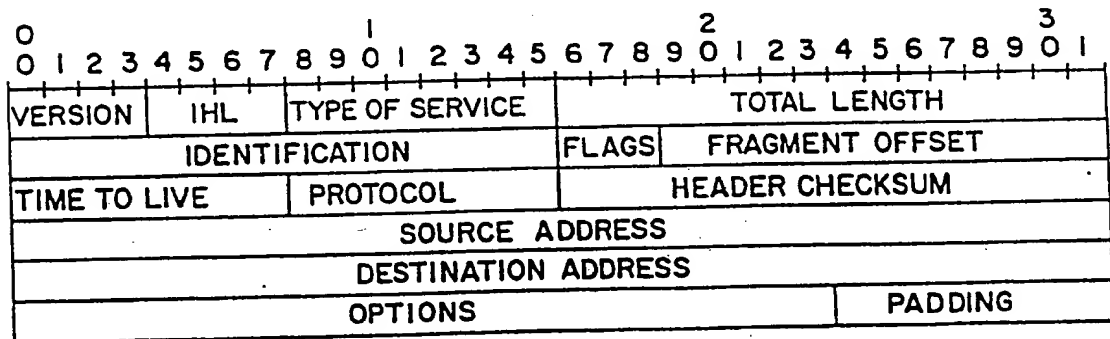 0 1 2 3
0 1 2 3 4 5 6 7 8 9 0 1 2 3 4 5 6 7 8 9 0 1 2 3 4 5 6 7 8 9 0 1
VERSION IHL TYPE OF SERVICE TOTAL LENGTH
IDENTIFICATION FLAGS FRAGMENT OFFSET
TIME TO LIVE PROTOCOL HEADER CHECKSUM
SOURCE ADDRESS
DESTINATION ADDRESS
OPTIONS PADDING